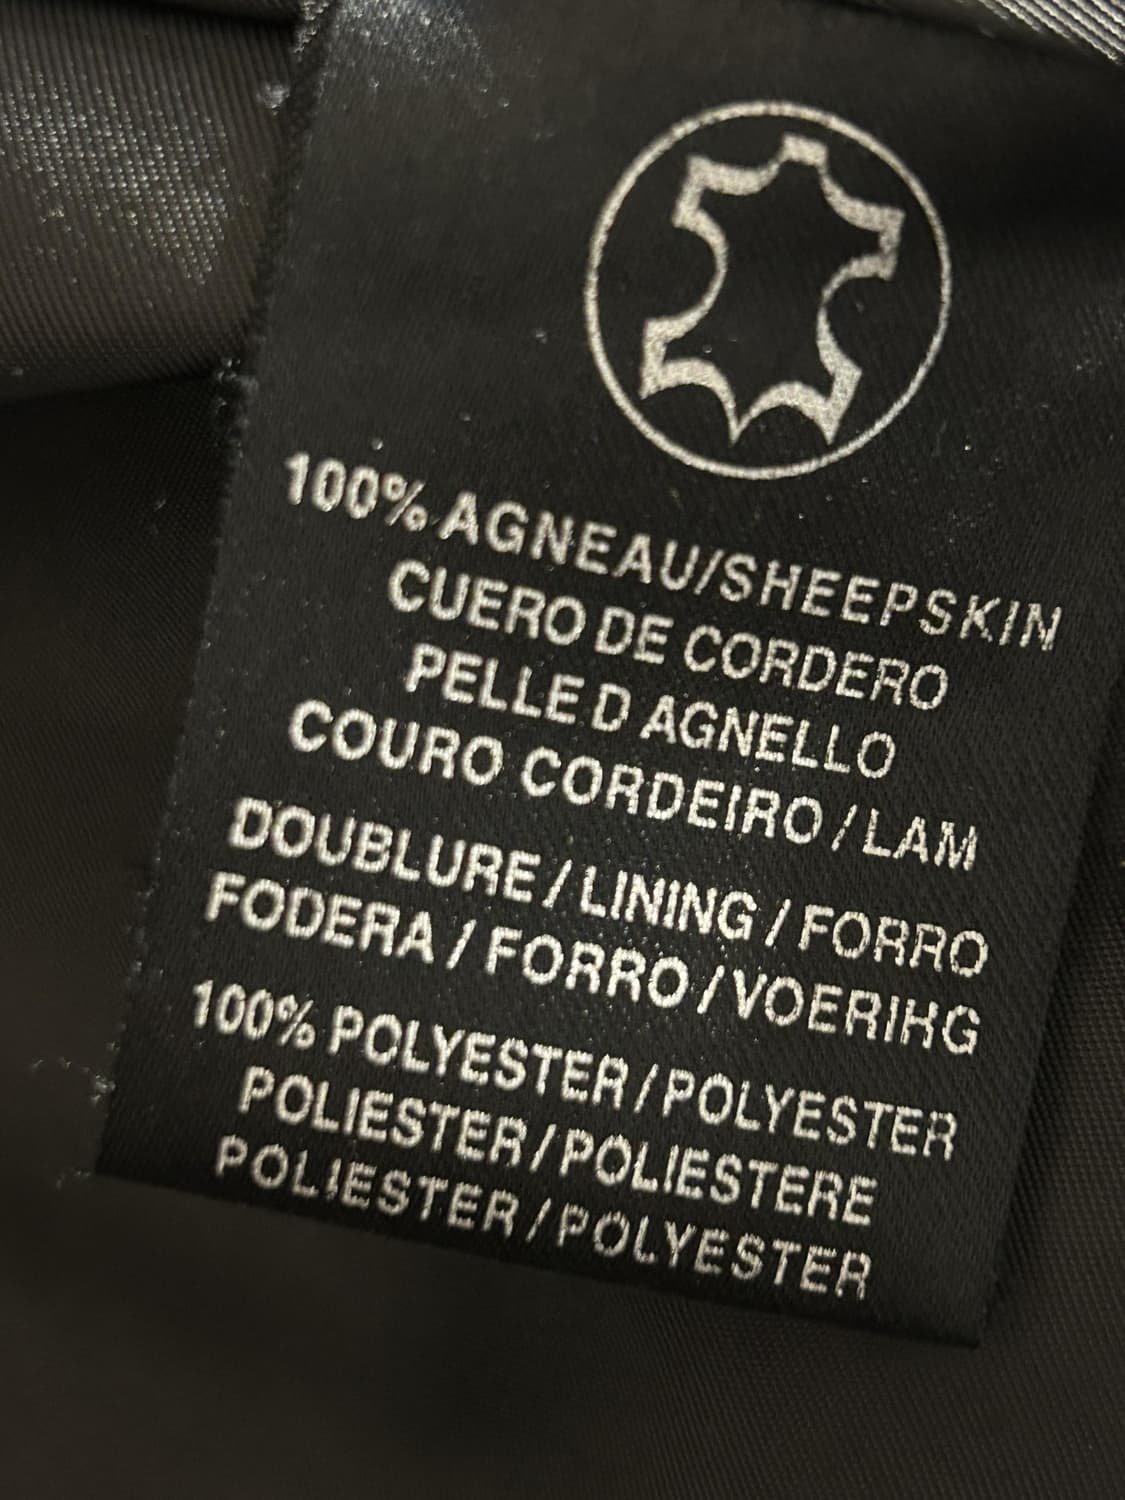 100% AGNEAU/SHEEPSKIN
CUERO DE CORDERO
PELLE D AGNELLO
COURO CORDEIRO / LAM
DOUBLURE / LINING / FORRO
FODERA / FORRO / VOERIHG
100% POLYESTER / POLYESTER
POLIESTER / POLIESTERE
POLIESTER / POLYESTER